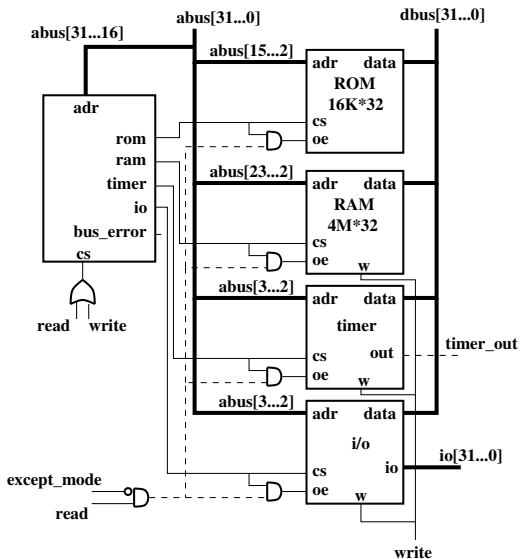 abus[31...0]
dbus[31...0]
abus[31...16]
abus[15...2]
adr data
ROM
16K*32
cs
oe
adr
rom
ram
timer
io
bus_error
cs
read write
abus[23...2]
adr data
RAM
4M*32
cs
oe
w
abus[3...2]
adr data
timer
out
timer_out
cs
oe
w
abus[3...2]
adr data
i/o
io
io[31...0]
cs
oe
w
except_mode
read
write